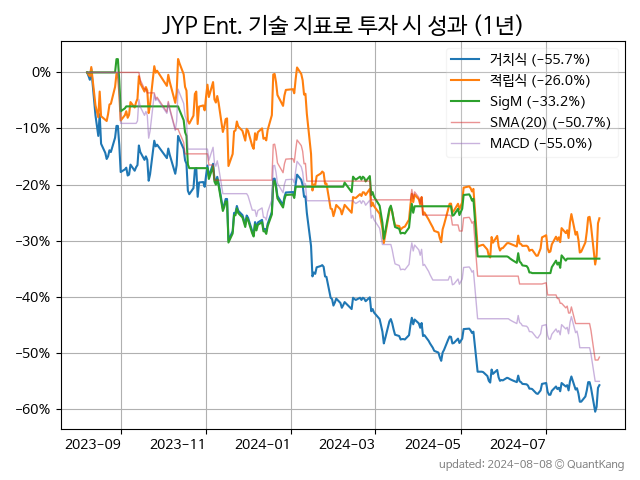 JYP Ent. 기술 지표로 투자 시 성과 (1년)
거치식 (−55.7%)
적립식 (−26.0%)
SigM (−33.2%)
SMA(20) (−50.7%)
MACD (−55.0%)
0%
−10%
−20%
−30%
−40%
−50%
−60%
2023-09 2023-11 2024-01 2024-03 2024-05 2024-07
updated: 2024-08-08 © QuantKang